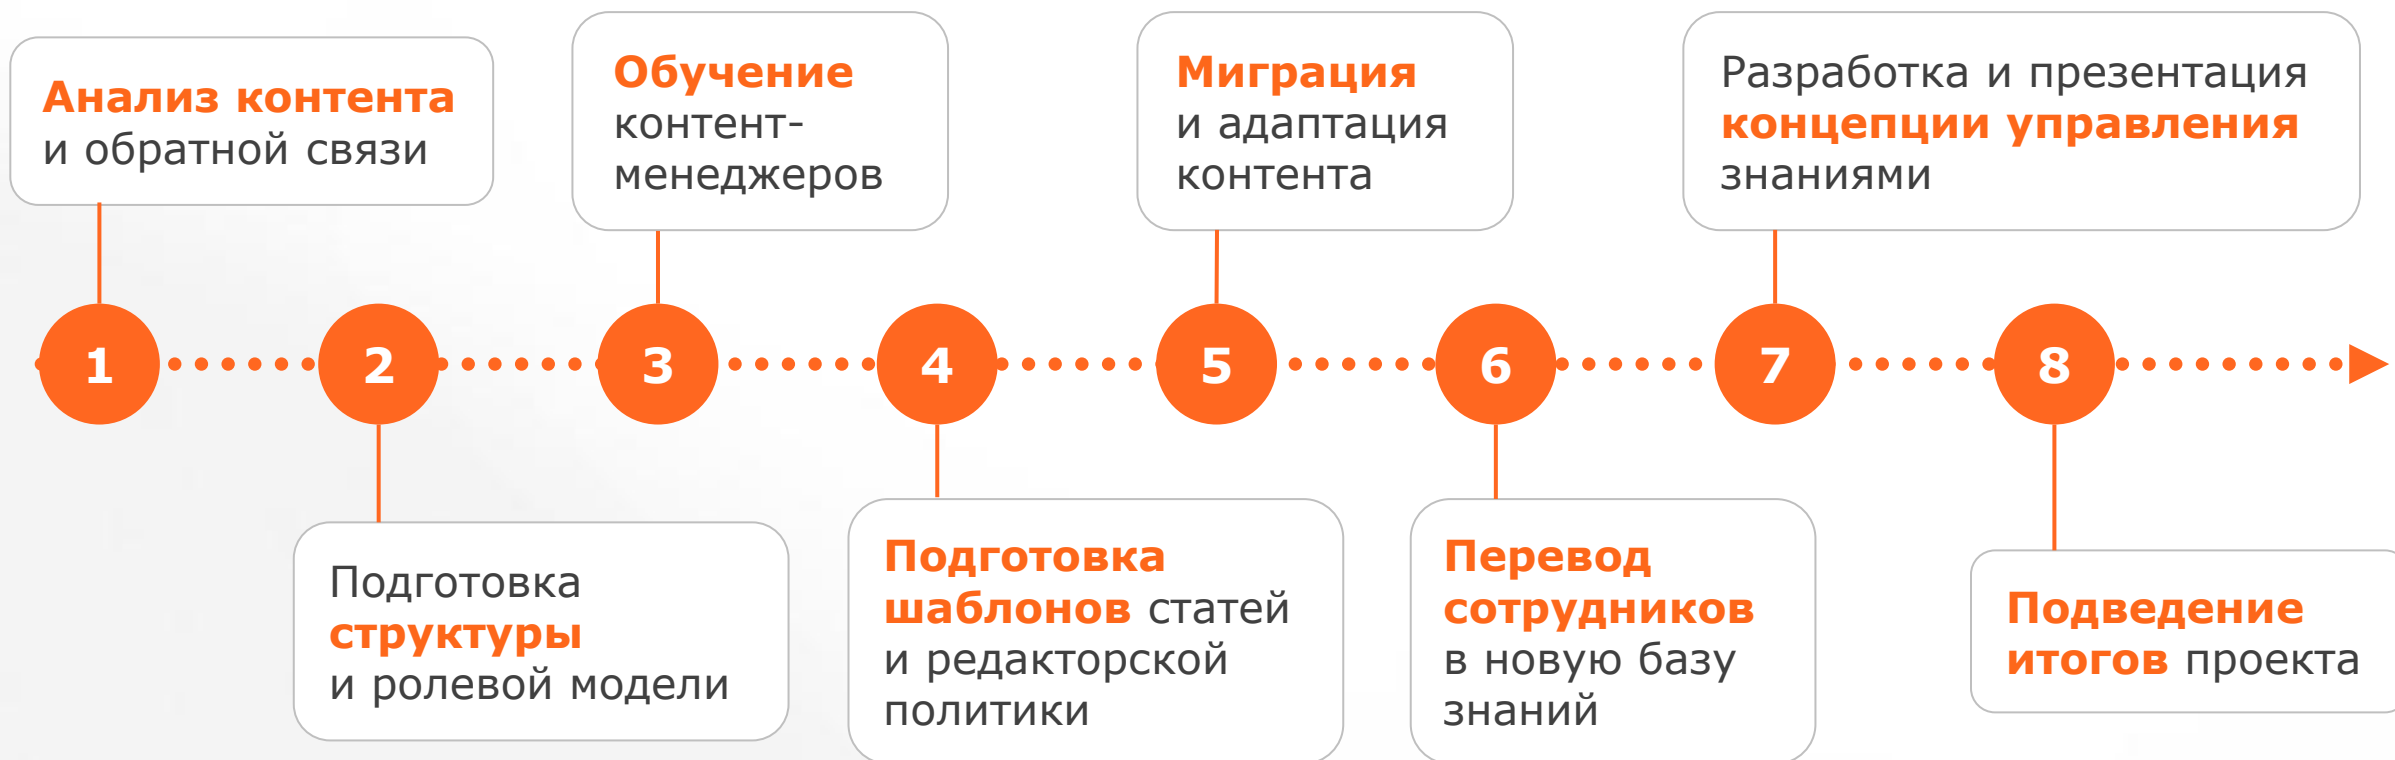 Анализ контента
и обратной связи
Обучение
контент-
менеджеров
Миграция
и адаптация
контента
Разработка и презентация
концепции управления
знаниями
1
2
3
4
5
6
7
8
Подготовка
структуры
и ролевой модели
Подготовка
шаблонов статей
и редакторской
политики
Перевод
сотрудников
в новую базу
знаний
Подведение
итогов проекта